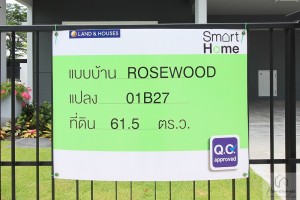 LAND & HOUSES
Smart
Home
แบบบ้าน ROSEWOOD
แปลง 01B27
ที่ดิน 61.5 ตร.ว.
Q.C.
approved